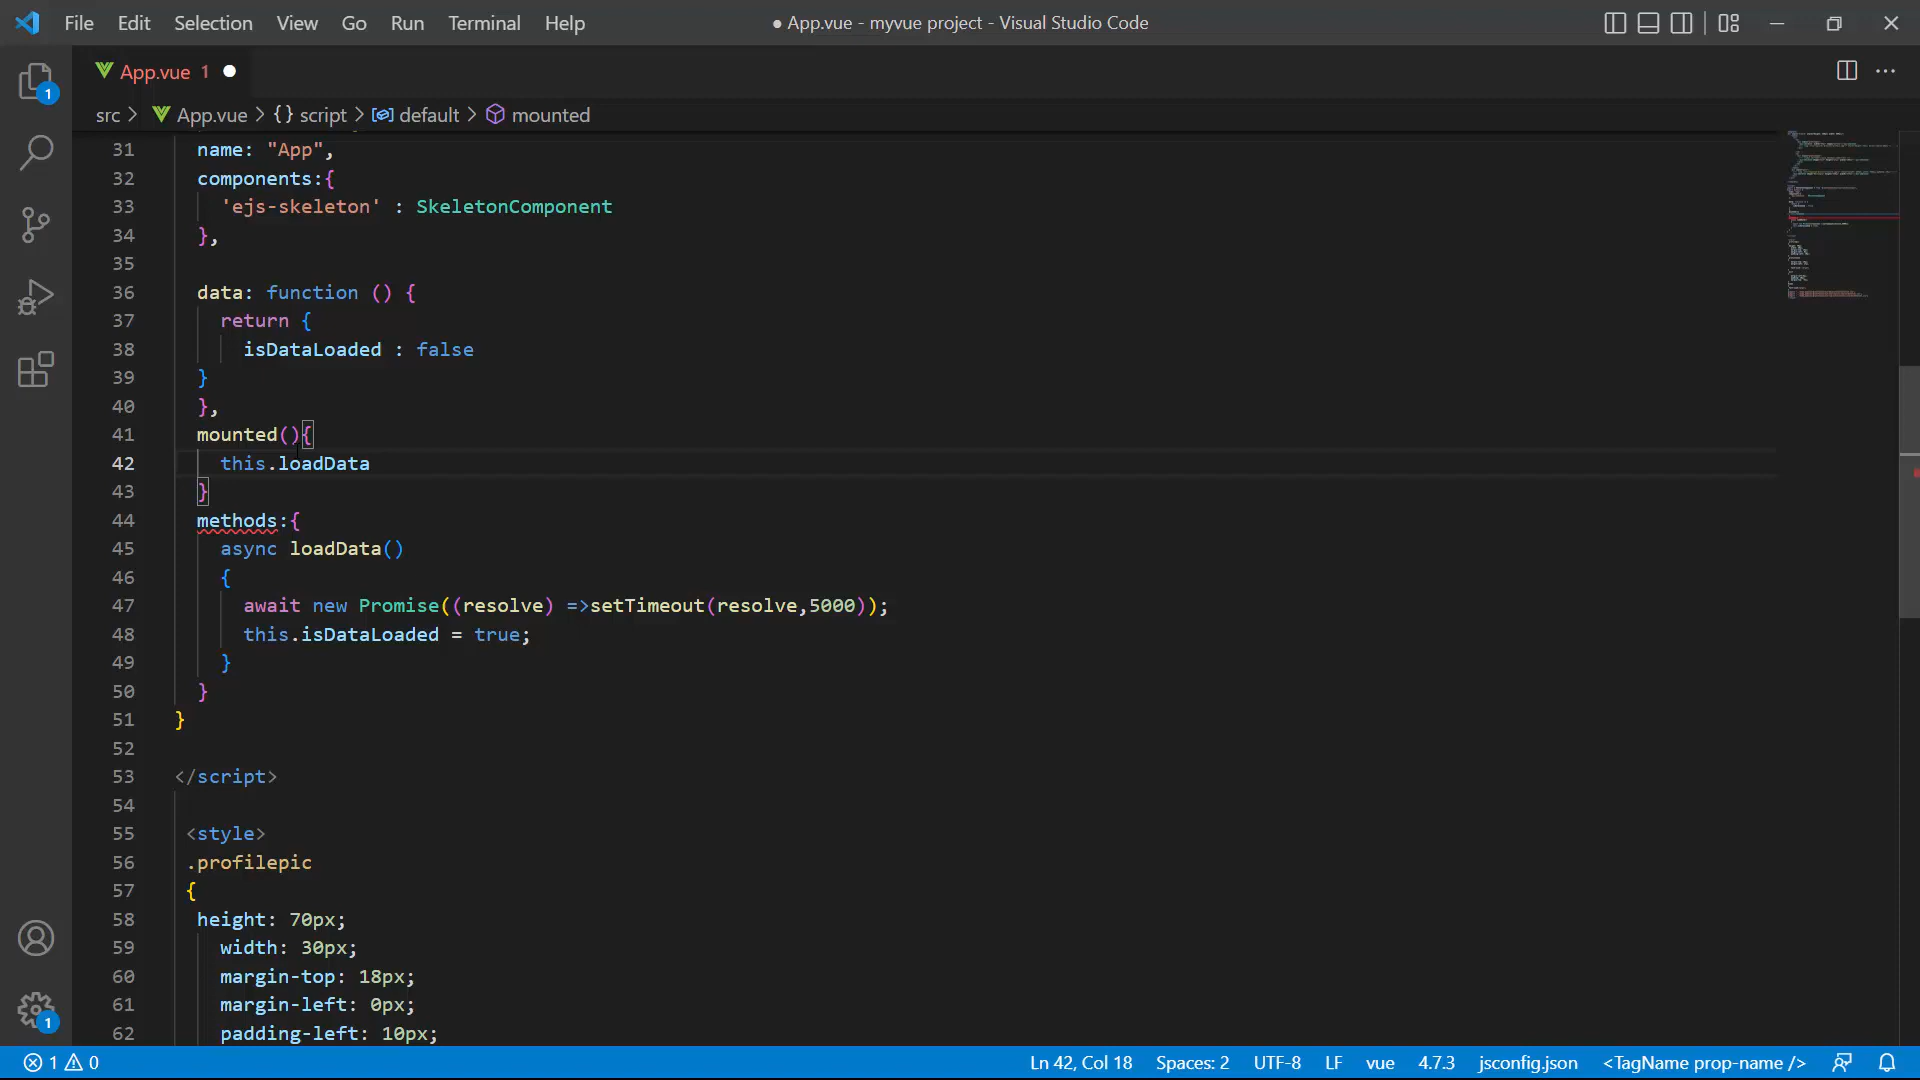 File Edit Selection View Go Run Terminal Help ● App.vue - myvue project - Visual Studio Code
App.vue 1 ●
src > App.vue > {} script > default > mounted
31 name: "App",
32 components:{
33 'ejs-skeleton' : SkeletonComponent
34 },
35
36 data: function () {
37 return {
38 isDataLoaded : false
39 }
40 },
41 mounted(){
42 this.loadData
43 }
44 methods:{
45 async loadData()
46 {
47 await new Promise((resolve) =>setTimeout(resolve,5000));
48 this.isDataLoaded = true;
49 }
50 }
51 }
52
53 </script>
54
55 <style>
56 .profilepic
57 {
58 height: 70px;
59 width: 30px;
60 margin-top: 18px;
61 margin-left: 0px;
62 padding-left: 10px;
1
1
1 0 Ln 42, Col 18 Spaces: 2 UTF-8 LF vue 4.7.3 jsconfig.json <TagName prop-name />